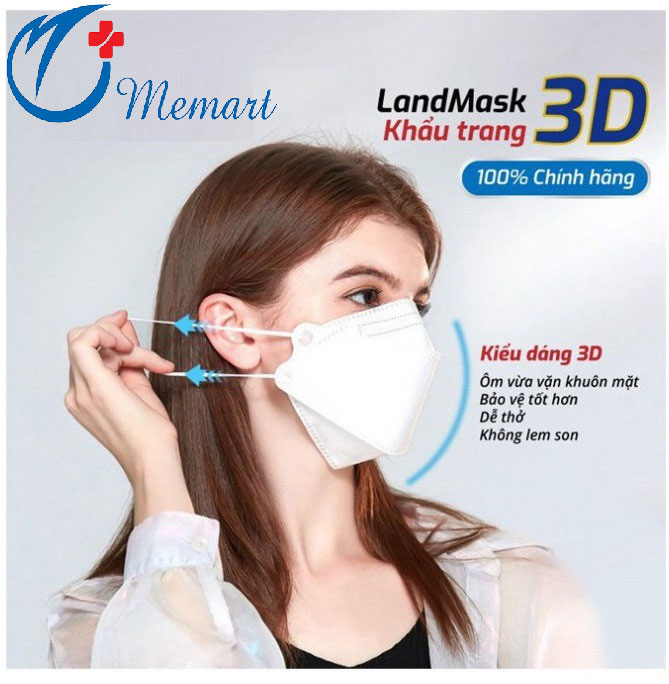 Memart
LandMask
Khẩu trang
3D
100% Chính hãng
Kiểu dáng 3D
Ôm vừa vặn khuôn mặt
Bảo vệ tốt hơn
Dễ thở
Không lem son